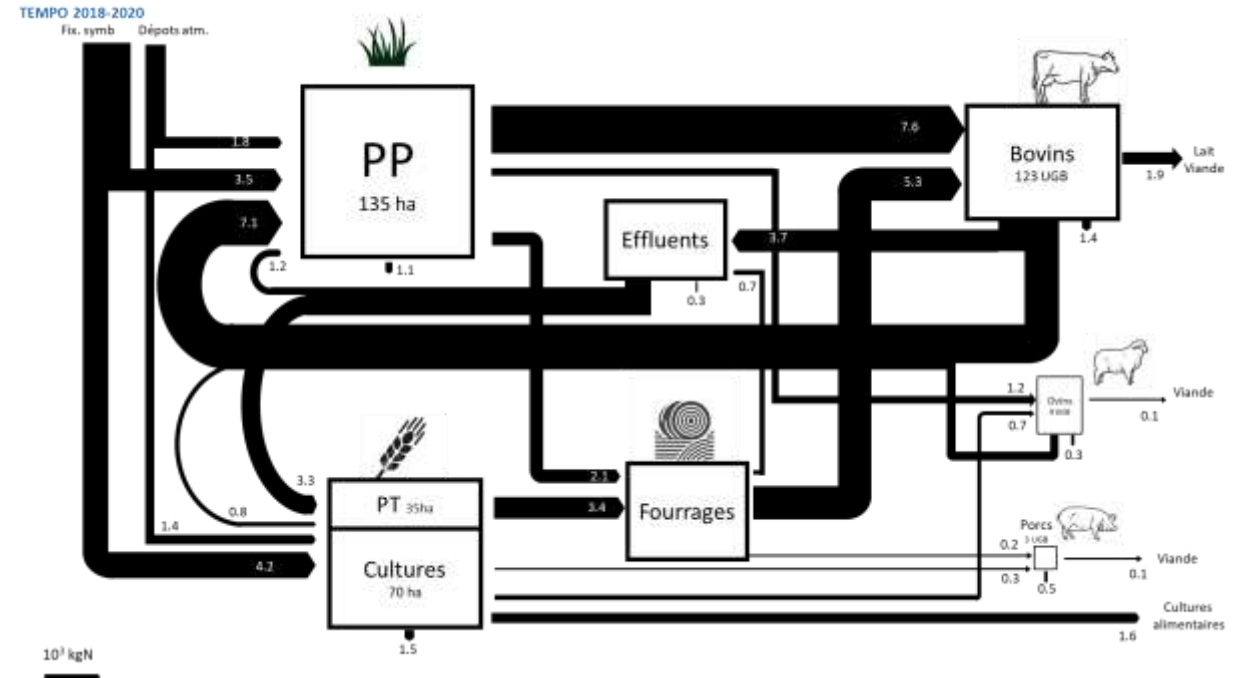 TEMPO 2018-2020
Fix. symb
Dépots atm.
1.8
3.5
7.1
1.2
PP
135 ha
1.1
7.6
5.3
Bovins
123 UGB
1.9
Lait
Viande
1.4
Effluents
3.7
0.3
0.7
1.2
0.7
Ovins
Viande
0.1
0.3
3.3
0.8
1.4
4.2
PT 35ha
Cultures
70 ha
1.5
2.1
3.4
Fourrages
Porcs
3 UGB
0.2
0.3
0.5
Viande
0.1
Cultures
alimentaires
1.6
10³ kgN